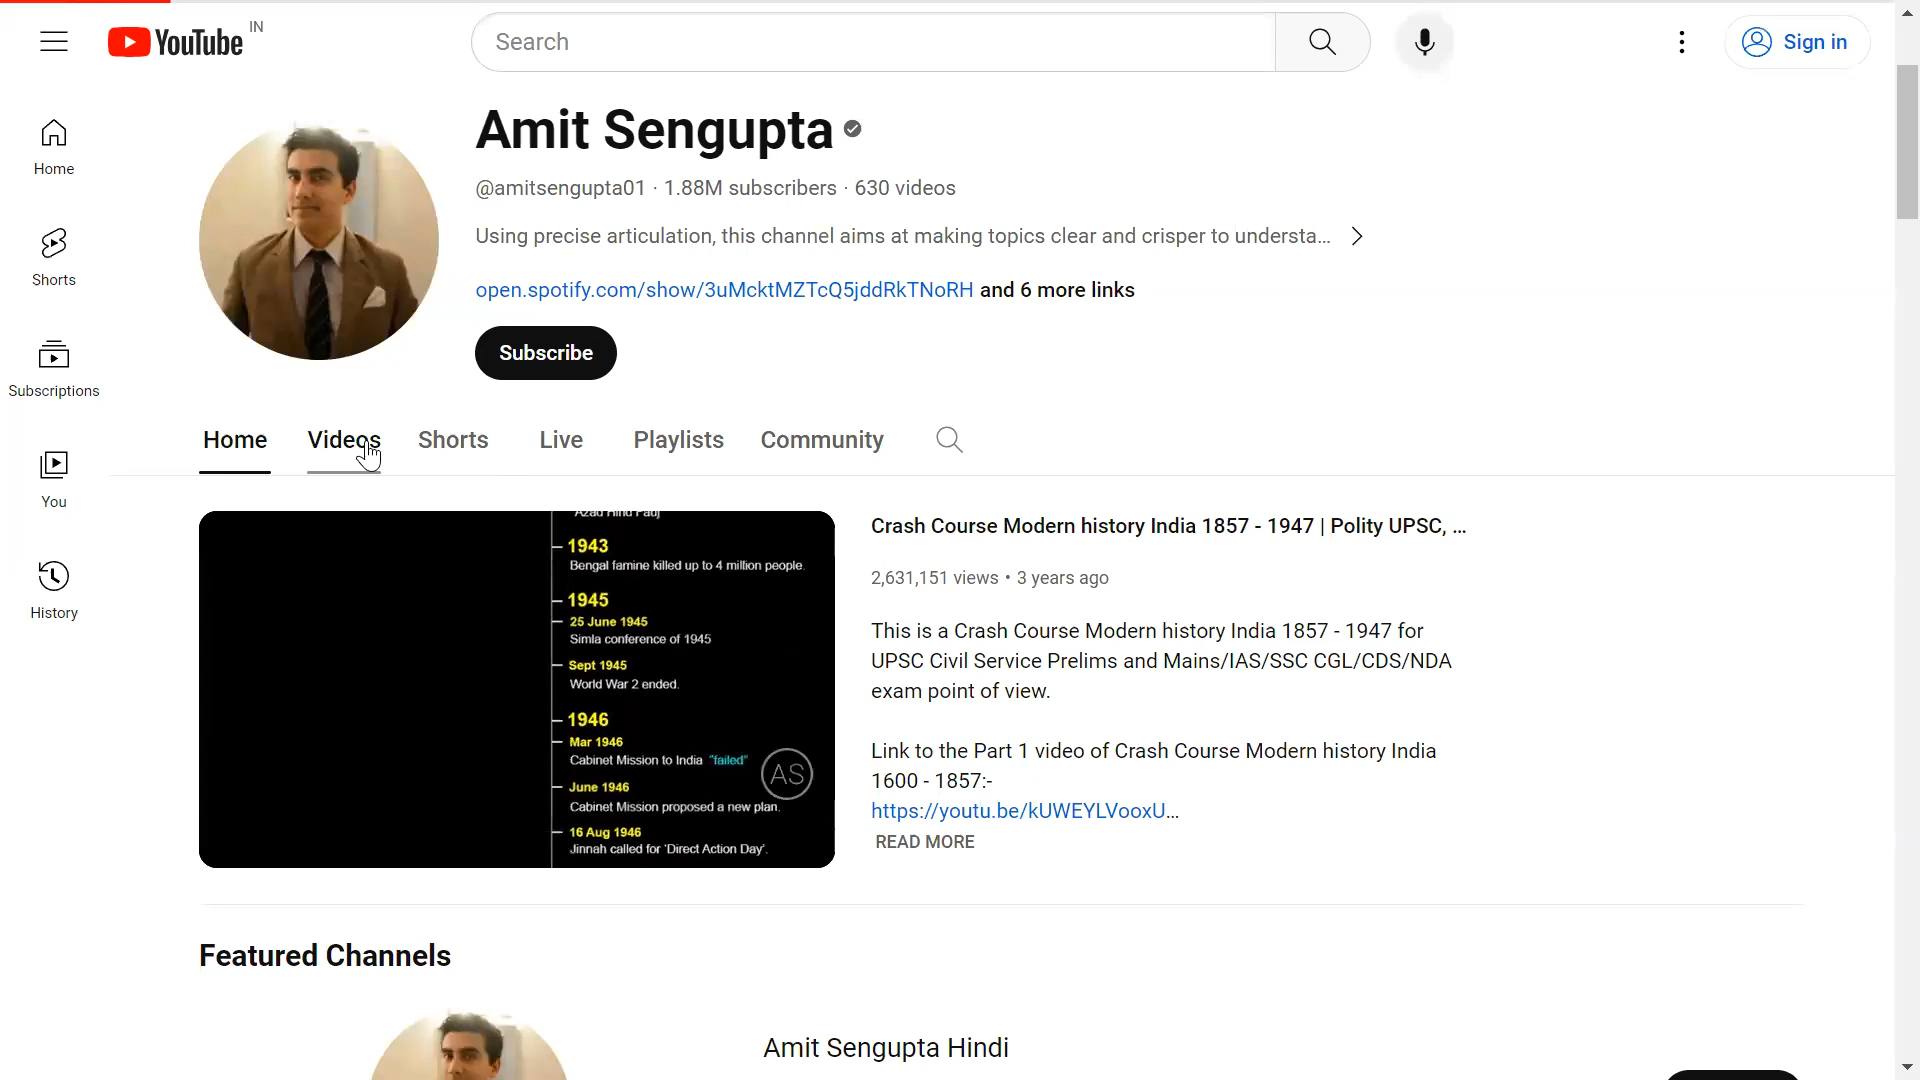 YouTube IN
Search
Sign in
Home
Shorts
Subscriptions
You
History
Amit Sengupta
@amitsengupta01 · 1.88M subscribers · 630 videos
Using precise articulation, this channel aims at making topics clear and crisper to understa...
open.spotify.com/show/3uMcktMZTcQ5jddRkTNoRH and 6 more links
Subscribe
Home Videos Shorts Live Playlists Community
Azad Hind Fauj
1943
Bengal famine killed up to 4 million people.
1945
25 June 1945
Simla conference of 1945
Sept 1945
World War 2 ended.
1946
Mar 1946
Cabinet Mission to India "failed"
June 1946
Cabinet Mission proposed a new plan.
16 Aug 1946
Jinnah called for 'Direct Action Day'.
AS
Crash Course Modern history India 1857 - 1947 | Polity UPSC, ...
2,631,151 views • 3 years ago
This is a Crash Course Modern history India 1857 - 1947 for
UPSC Civil Service Prelims and Mains/IAS/SSC CGL/CDS/NDA
exam point of view.
Link to the Part 1 video of Crash Course Modern history India
1600 - 1857:-
https://youtu.be/kUWEYLVooxU...
READ MORE
Featured Channels
Amit Sengupta Hindi